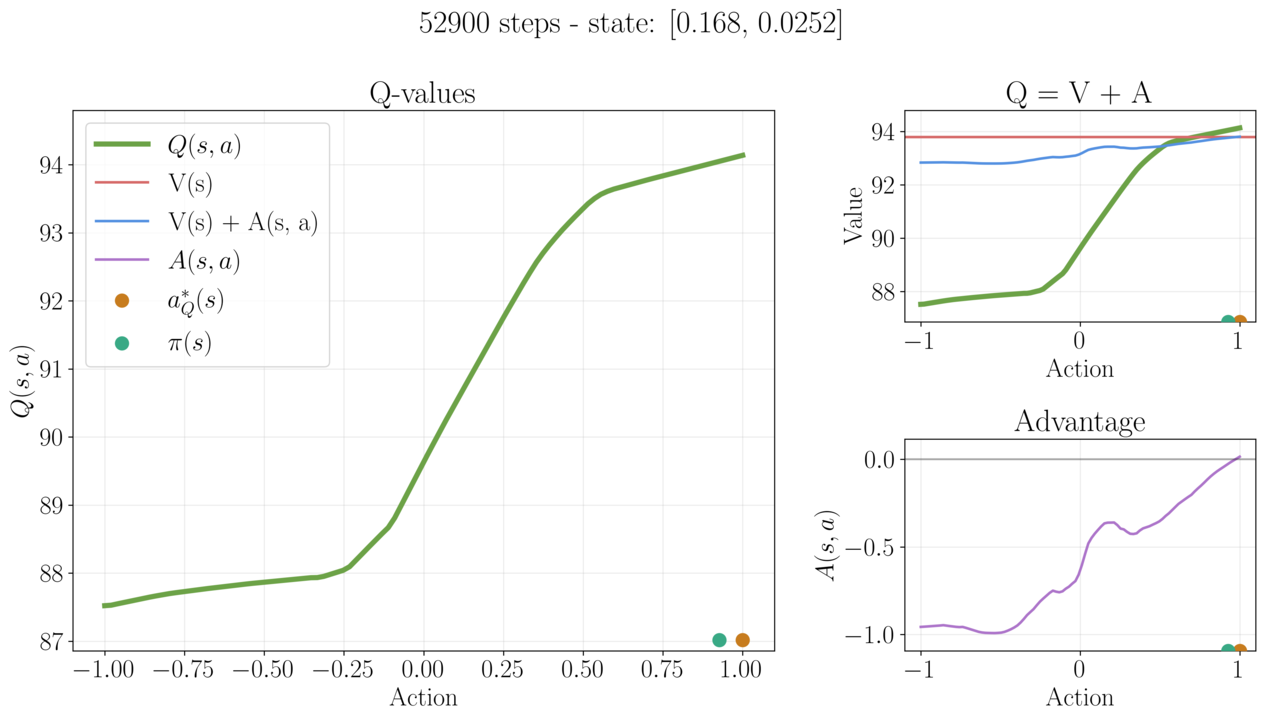 52900 steps - state: [0.168, 0.0252]
Q-values
Q(s, a)
V(s)
V(s) + A(s, a)
A(s, a)
a*Q(s)
π(s)
94
93
92
91
90
89
88
87
Q(s, a)
−1.00 −0.75 −0.50 −0.25 0.00 0.25 0.50 0.75 1.00
Action
Q = V + A
94
92
90
88
Value
−1 0 1
Action
Advantage
0.0
−0.5
−1.0
A(s, a)
−1 0 1
Action